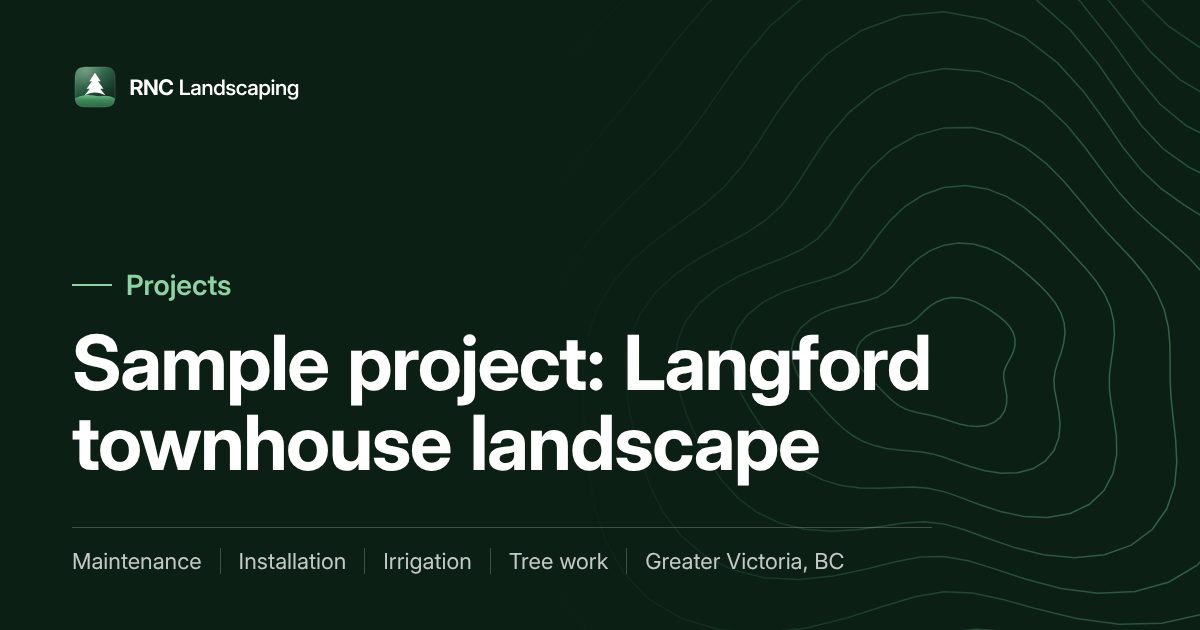 RNC Landscaping
Projects
Sample project: Langford
townhouse landscape
Maintenance | Installation | Irrigation | Tree work | Greater Victoria, BC